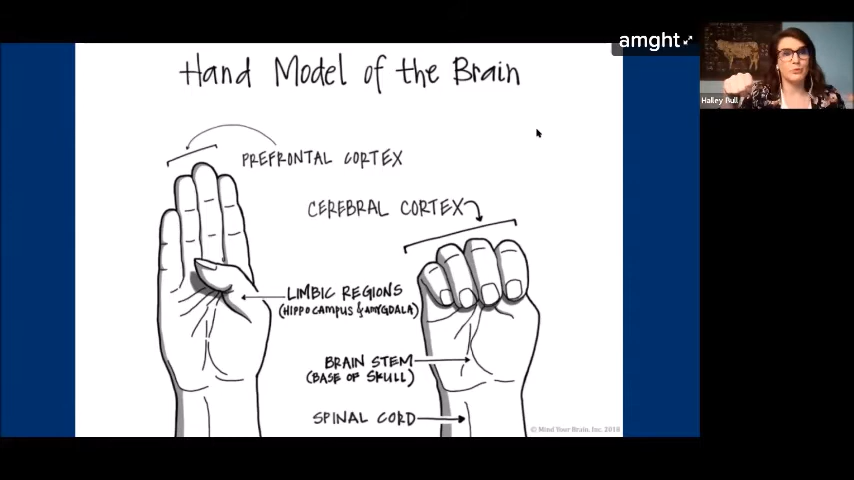 amght
Halley Bull
Hand Model of the Brain
PREFRONTAL CORTEX
CEREBRAL CORTEX
LIMBIC REGIONS
(HIPPOCAMPUS & AMYGDALA)
BRAIN STEM
(BASE OF SKULL)
SPINAL CORD
© Mind Your Brain, Inc. 2018